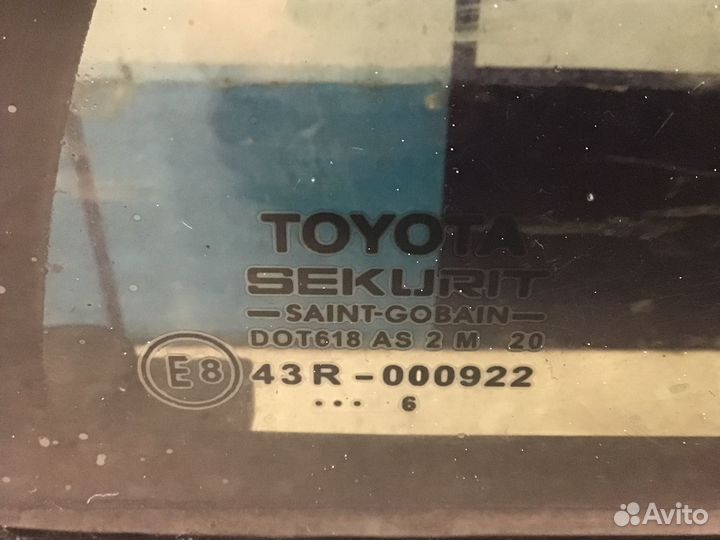 TOYOTA
SEKURIT
SAINT-GOBAIN
DOT618 AS 2 M 20
E8 43R-000922
... 6
Avito